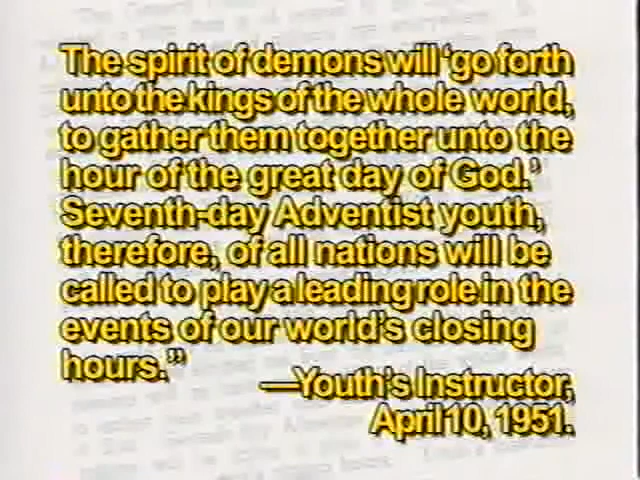 The spirit of demons will ‘go forth
unto the kings of the whole world,
to gather them together unto the
hour of the great day of God.’
Seventh-day Adventist youth,
therefore, of all nations will be
called to play a leading role in the
events of our world’s closing
hours.”
—Youth’s Instructor,
April 10, 1951.